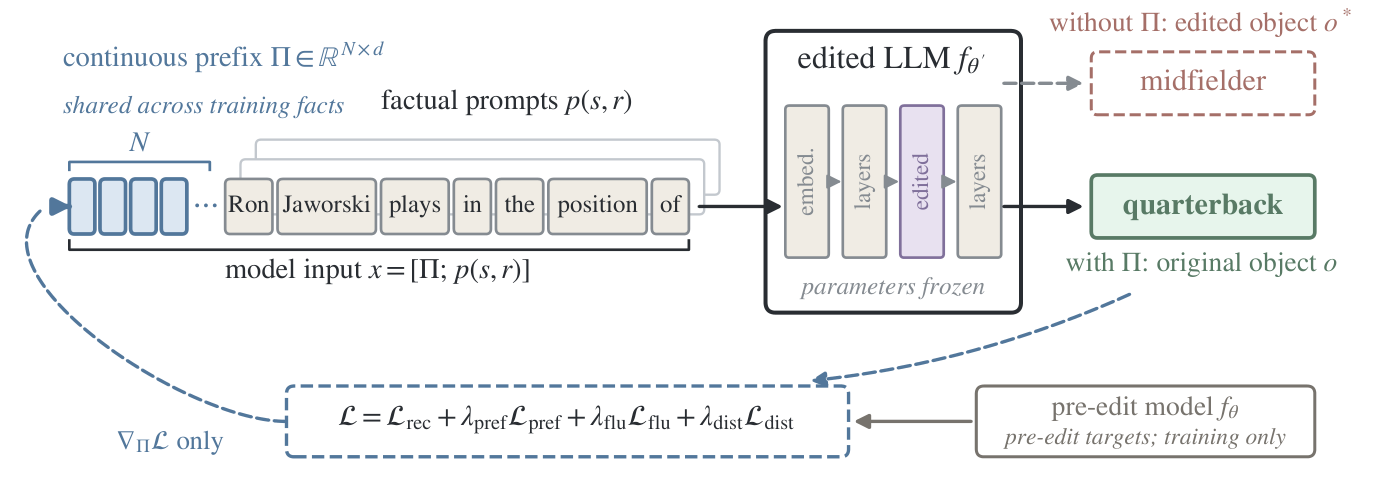 without Π: edited object o*
continuous prefix Π ∈ ℝ^{N×d}
edited LLM f_{θ′}
midfielder
shared across training facts
factual prompts p(s, r)
N
embed.
layers
edited
layers
··· Ron Jaworski plays in the position of
quarterback
with Π: original object o
model input x = [Π; p(s, r)]
parameters frozen
ℒ = ℒ_rec + λ_pref ℒ_pref + λ_flu ℒ_flu + λ_dist ℒ_dist
pre-edit model f_θ
pre-edit targets; training only
∇_Π ℒ only